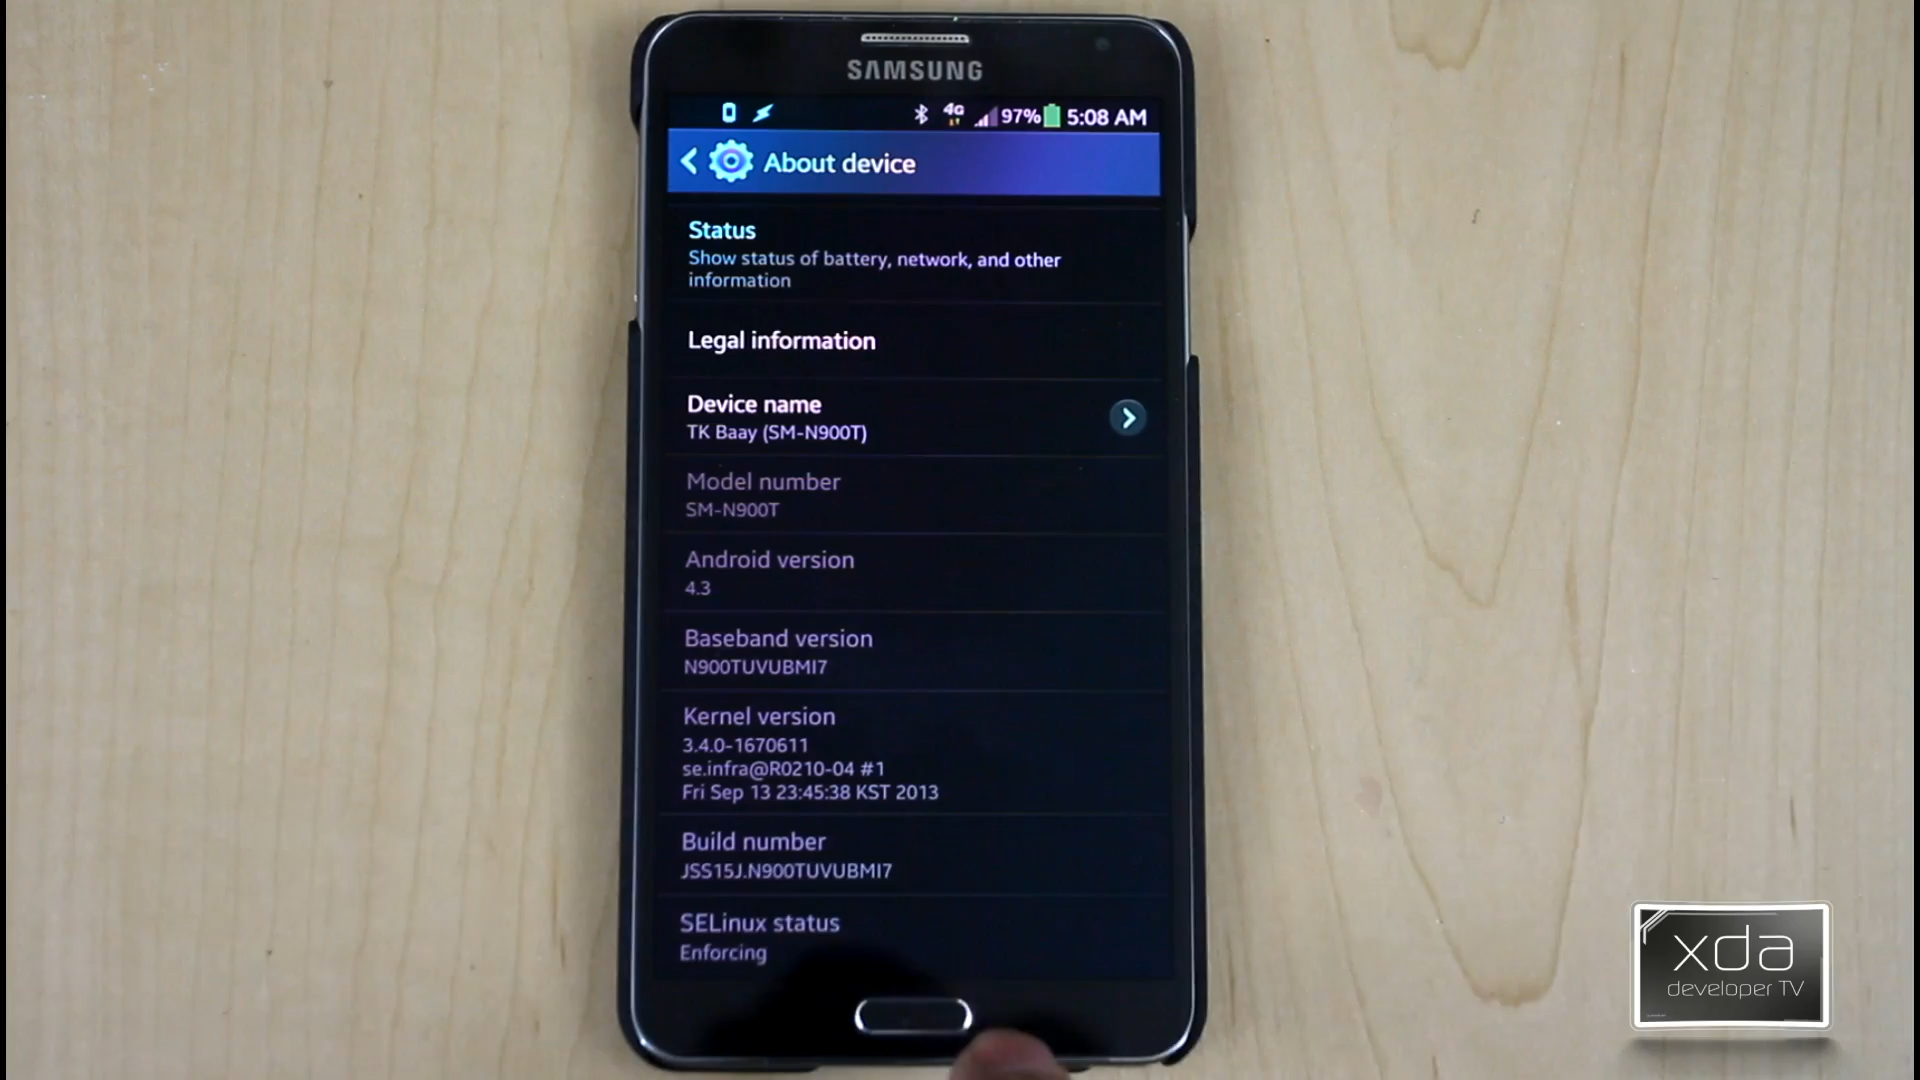 SAMSUNG
4G 97% 5:08 AM
About device
Status
Show status of battery, network, and other
information
Legal information
Device name
TK Baay (SM-N900T)
Model number
SM-N900T
Android version
4.3
Baseband version
N900TUVUBMI7
Kernel version
3.4.0-1670611
se.infra@R0210-04 #1
Fri Sep 13 23:45:38 KST 2013
Build number
JSS15J.N900TUVUBMI7
SELinux status
Enforcing
xda
developer TV